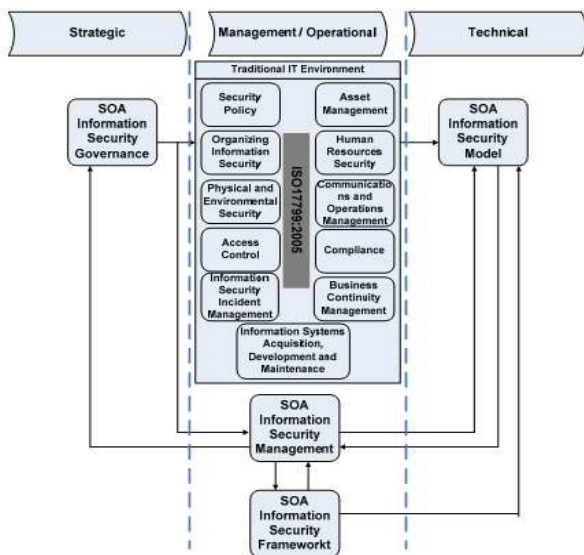 Strategic
Management / Operational
Technical
Traditional IT Environment
SOA
Information
Security
Governance
Security
Policy
Asset
Management
SOA
Information
Security
Model
Organizing
Information
Security
Human
Resources
Security
ISO17799:2005
Physical and
Environmental
Security
Communicatio
ns and
Operations
Management
Access
Control
Compliance
Information
Security
Incident
Management
Business
Continuity
Management
Information Systems
Acquisition,
Development and
Maintenance
SOA
Information
Security
Management
SOA
Information
Security
Frameworkt